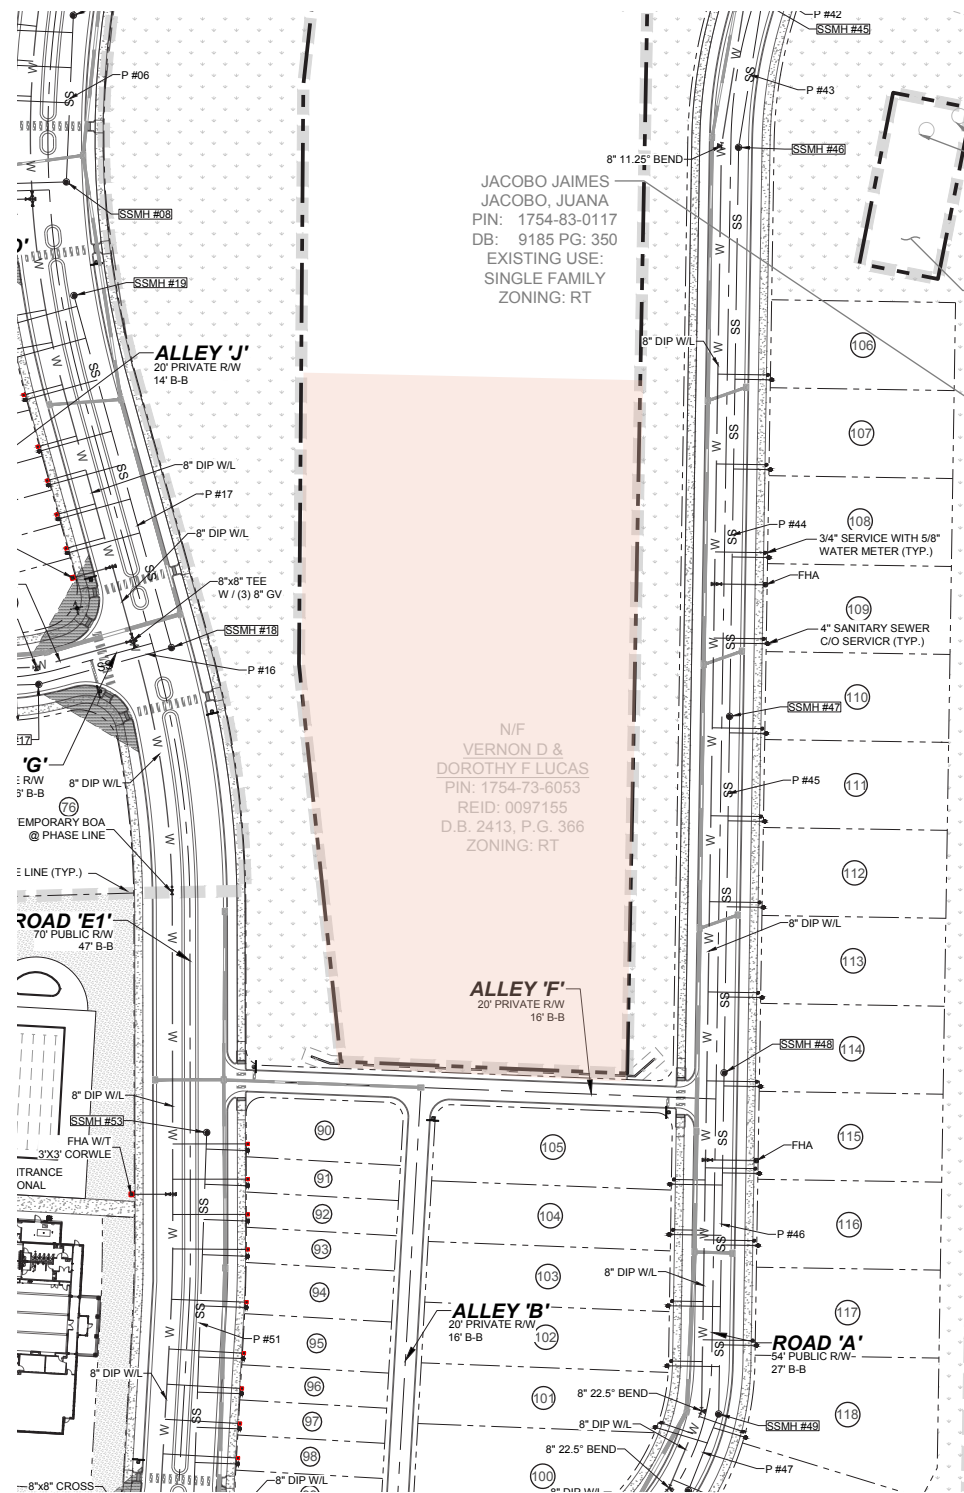 P #42
SSMH #45
P #06
P #43
SSMH #46
8" 11.25° BEND
JACOBO JAIMES
JACOBO, JUANA
PIN: 1754-83-0117
DB: 9185 PG: 350
EXISTING USE:
SINGLE FAMILY
ZONING: RT
SSMH #08
SSMH #19
8" DIP W/L
106
ALLEY 'J'
20' PRIVATE R/W
14' B-B
107
8" DIP W/L
P #17
108
P #44
3/4" SERVICE WITH 5/8"
WATER METER (TYP.)
8" DIP W/L
FHA
8"x8" TEE
W / (3) 8" GV
109
4" SANITARY SEWER
C/O SERVICR (TYP.)
SSMH #18
P #16
110
SSMH #47
N/F
VERNON D &
DOROTHY F LUCAS
PIN: 1754-73-6053
REID: 0097155
D.B. 2413, P.G. 366
ZONING: RT
#17
'G'
R/W
B-B
8" DIP W/L
P #45
111
76
TEMPORARY BOA
@ PHASE LINE
LINE (TYP.)
112
ROAD 'E1'
70' PUBLIC R/W
47' B-B
8" DIP W/L
113
ALLEY 'F'
20' PRIVATE R/W
16' B-B
SSMH #48
114
8" DIP W/L
SSMH #53
FHA W/T
3'X3' CORWLE
90
105
115
FHA
91
92
104
116
P #46
93
94
103
8" DIP W/L
ALLEY 'B'
20' PRIVATE R/W
16' B-B
102
117
P #51
95
ROAD 'A'
54' PUBLIC R/W
27' B-B
8" DIP W/L
96
101
8" 22.5° BEND
118
97
8" DIP W/L
SSMH #49
98
8" 22.5° BEND
P #47
8"x8" CROSS
8" DIP W/L
100
8" DIP W/L
W
SS